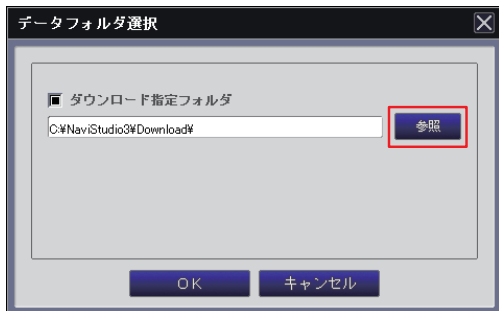 データフォルダ選択
ダウンロード指定フォルダ
C:¥NaviStudio3¥Download¥
参照
OK
キャンセル